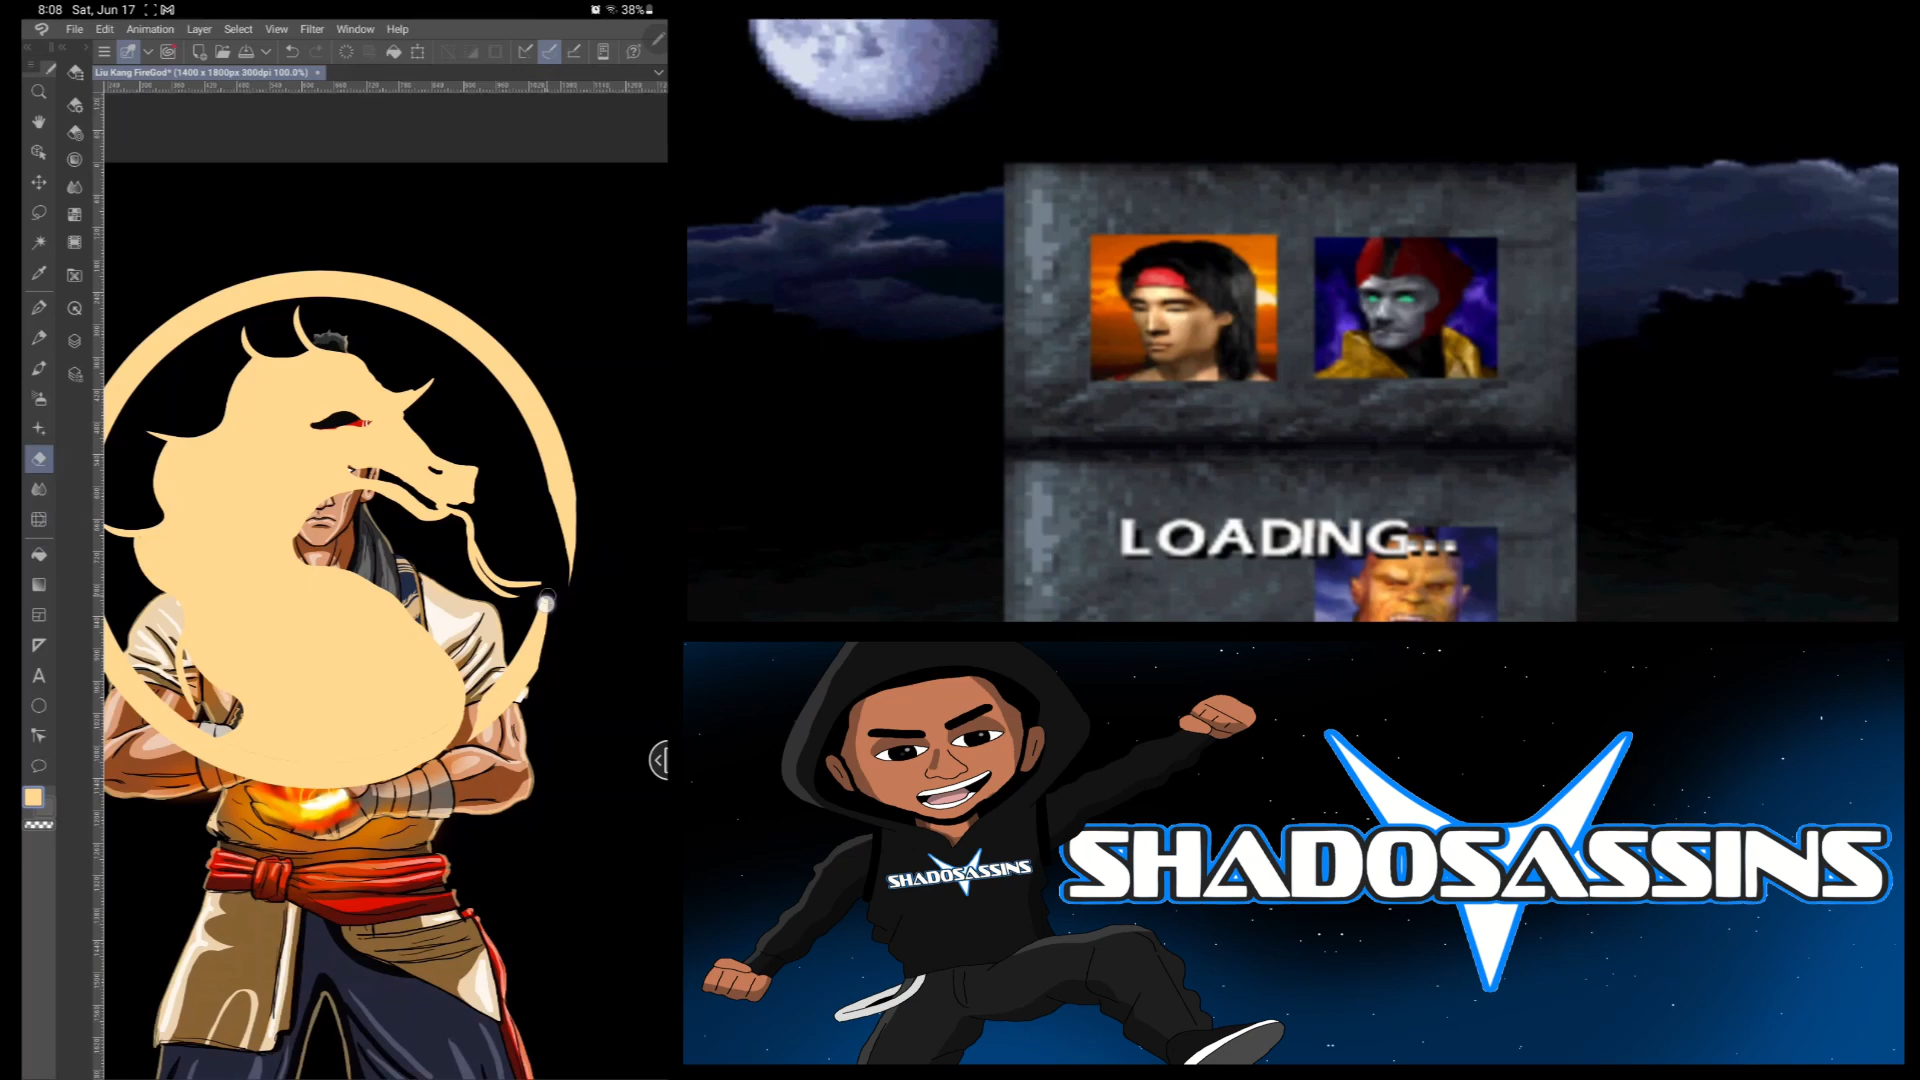 8:08 Sat, Jun 17
38%
File Edit Animation Layer Select View Filter Window Help
Liu Kang FireGod* (1400 x 1800px 300dpi 100.0%)
LOADING...
SHADOSASSINS
SHADOSASSINS